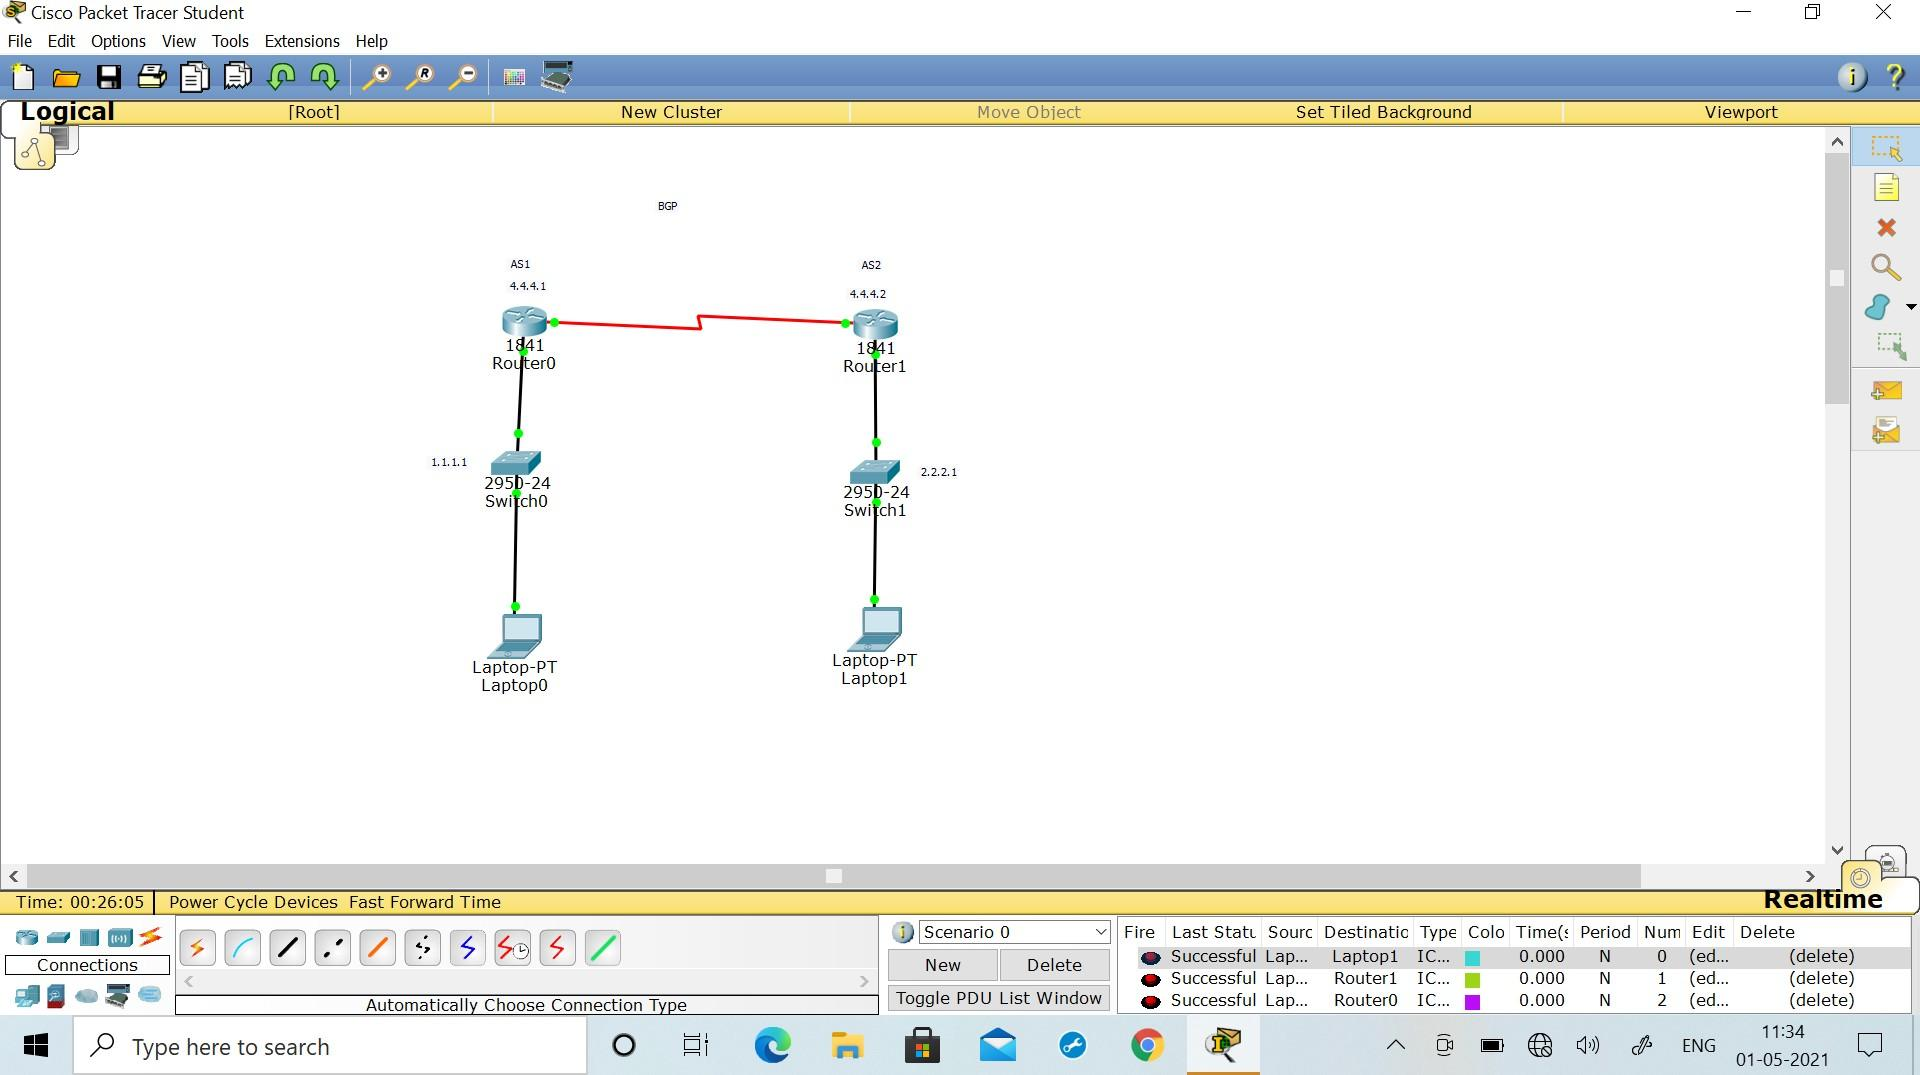 Cisco Packet Tracer Student
File Edit Options View Tools Extensions Help
Logical [Root] New Cluster Move Object Set Tiled Background Viewport
BGP
AS1 AS2
4.4.4.1 4.4.4.2
1841 1841
Router0 Router1
1.1.1.1 2.2.2.1
2950-24 2950-24
Switch0 Switch1
Laptop-PT Laptop-PT
Laptop0 Laptop1
Time: 00:26:05 Power Cycle Devices Fast Forward Time Realtime
Connections
Automatically Choose Connection Type
Scenario 0
New Delete
Toggle PDU List Window
Fire Last Statu Sourc Destinatio Type Colo Time(s Period Num Edit Delete
Successful Lap... Laptop1 IC... 0.000 N 0 (ed... (delete)
Successful Lap... Router1 IC... 0.000 N 1 (ed... (delete)
Successful Lap... Router0 IC... 0.000 N 2 (ed... (delete)
Type here to search
ENG
11:34
01-05-2021